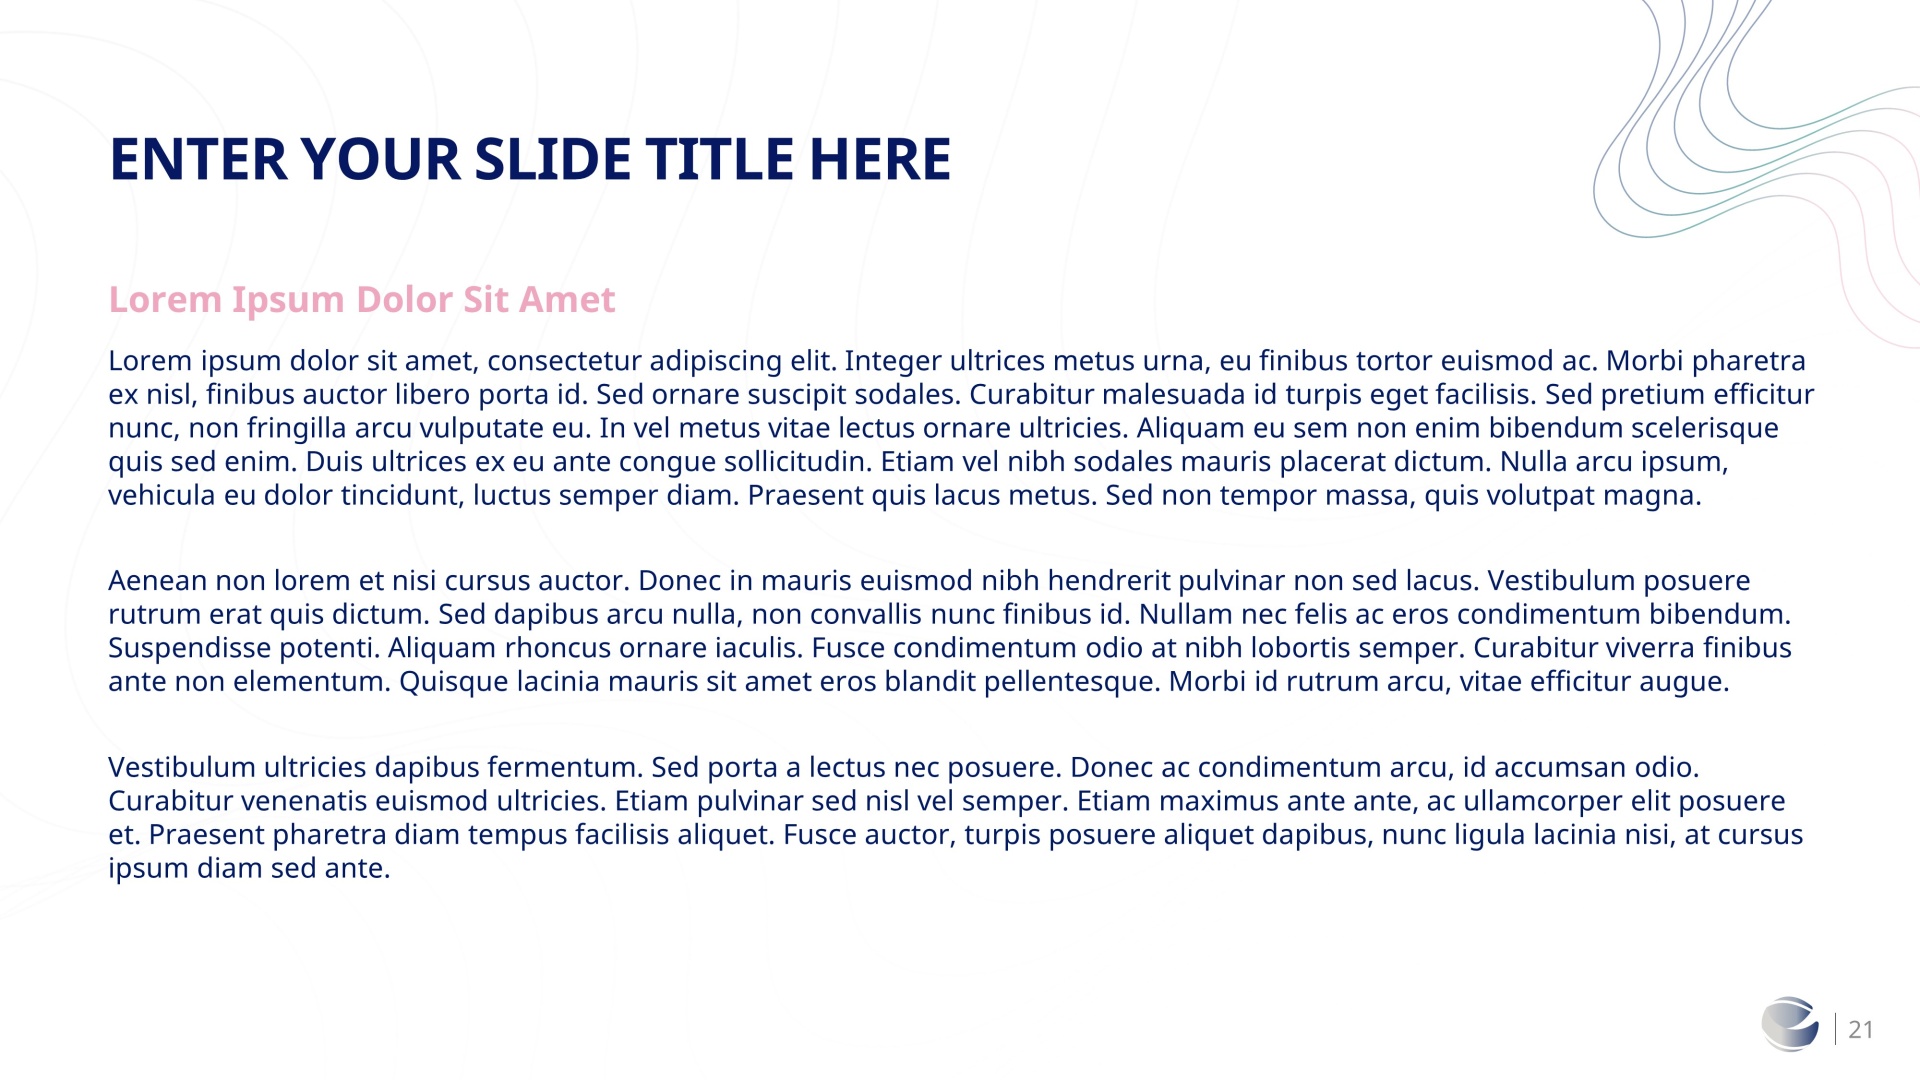 ENTER YOUR SLIDE TITLE HERE
Lorem Ipsum Dolor Sit Amet
Lorem ipsum dolor sit amet, consectetur adipiscing elit. Integer ultrices metus urna, eu finibus tortor euismod ac. Morbi pharetra
ex nisl, finibus auctor libero porta id. Sed ornare suscipit sodales. Curabitur malesuada id turpis eget facilisis. Sed pretium efficitur
nunc, non fringilla arcu vulputate eu. In vel metus vitae lectus ornare ultricies. Aliquam eu sem non enim bibendum scelerisque
quis sed enim. Duis ultrices ex eu ante congue sollicitudin. Etiam vel nibh sodales mauris placerat dictum. Nulla arcu ipsum,
vehicula eu dolor tincidunt, luctus semper diam. Praesent quis lacus metus. Sed non tempor massa, quis volutpat magna.
Aenean non lorem et nisi cursus auctor. Donec in mauris euismod nibh hendrerit pulvinar non sed lacus. Vestibulum posuere
rutrum erat quis dictum. Sed dapibus arcu nulla, non convallis nunc finibus id. Nullam nec felis ac eros condimentum bibendum.
Suspendisse potenti. Aliquam rhoncus ornare iaculis. Fusce condimentum odio at nibh lobortis semper. Curabitur viverra finibus
ante non elementum. Quisque lacinia mauris sit amet eros blandit pellentesque. Morbi id rutrum arcu, vitae efficitur augue.
Vestibulum ultricies dapibus fermentum. Sed porta a lectus nec posuere. Donec ac condimentum arcu, id accumsan odio.
Curabitur venenatis euismod ultricies. Etiam pulvinar sed nisl vel semper. Etiam maximus ante ante, ac ullamcorper elit posuere
et. Praesent pharetra diam tempus facilisis aliquet. Fusce auctor, turpis posuere aliquet dapibus, nunc ligula lacinia nisi, at cursus
ipsum diam sed ante.
21